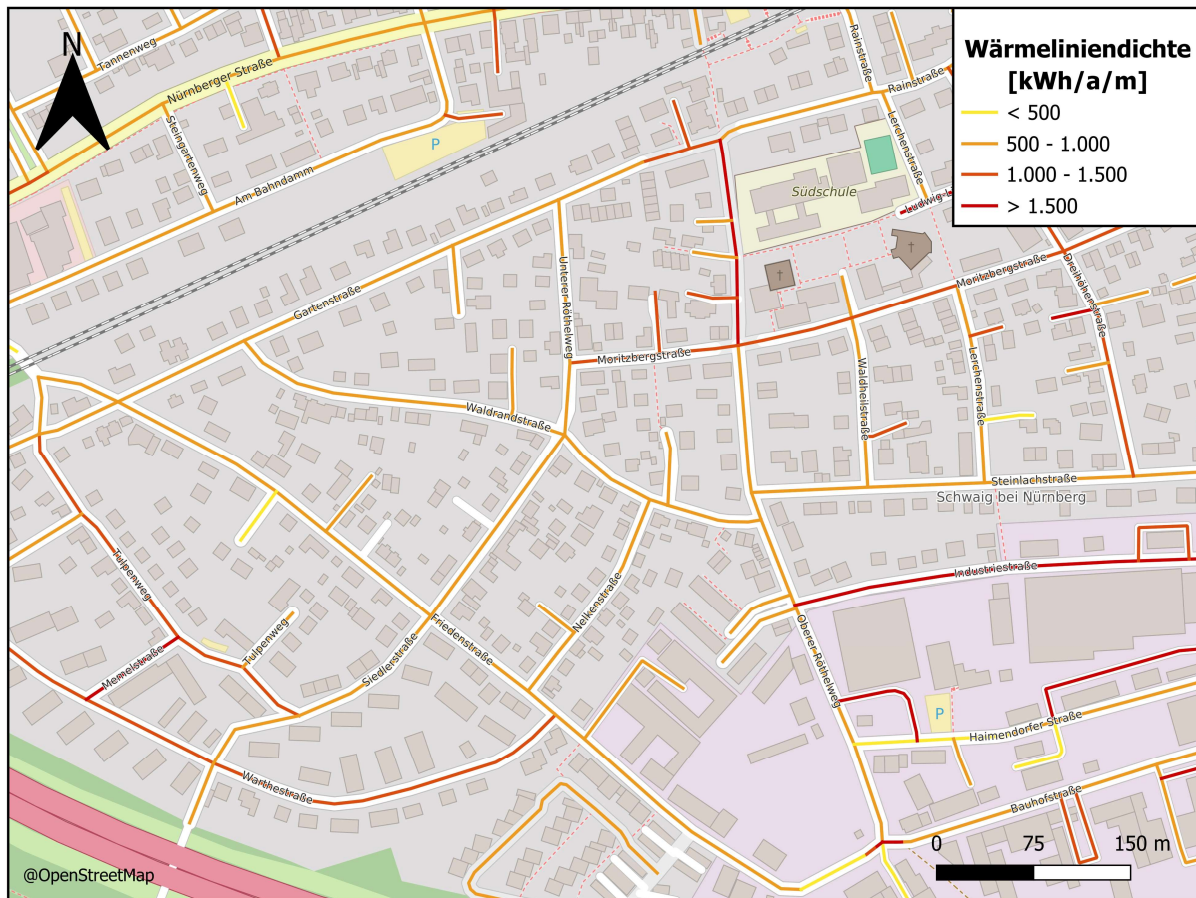 N
Tannenweg
Nürnberger Straße
Steingartenweg
Am Bahndamm
P
Rainstraße
Rainstraße
Lerchenstraße
Südschule
Wärmeliniendichte
[kWh/a/m]
< 500
500 - 1.000
1.000 - 1.500
> 1.500
Gartenstraße
Unterer Röthelweg
Moritzbergstraße
Moritzbergstraße
Dreihöhenstraße
Waldrandstraße
Waldheilstraße
Lerchenstraße
Steinlachstraße
Schwaig bei Nürnberg
Industriestraße
Tulpenweg
Tulpenweg
Memelstraße
Siedlerstraße
Friedenstraße
Nelkenstraße
Oberer Röthelweg
P
Haimendorfer Straße
Bauhofstraße
Warthestraße
0 75 150 m
@OpenStreetMap